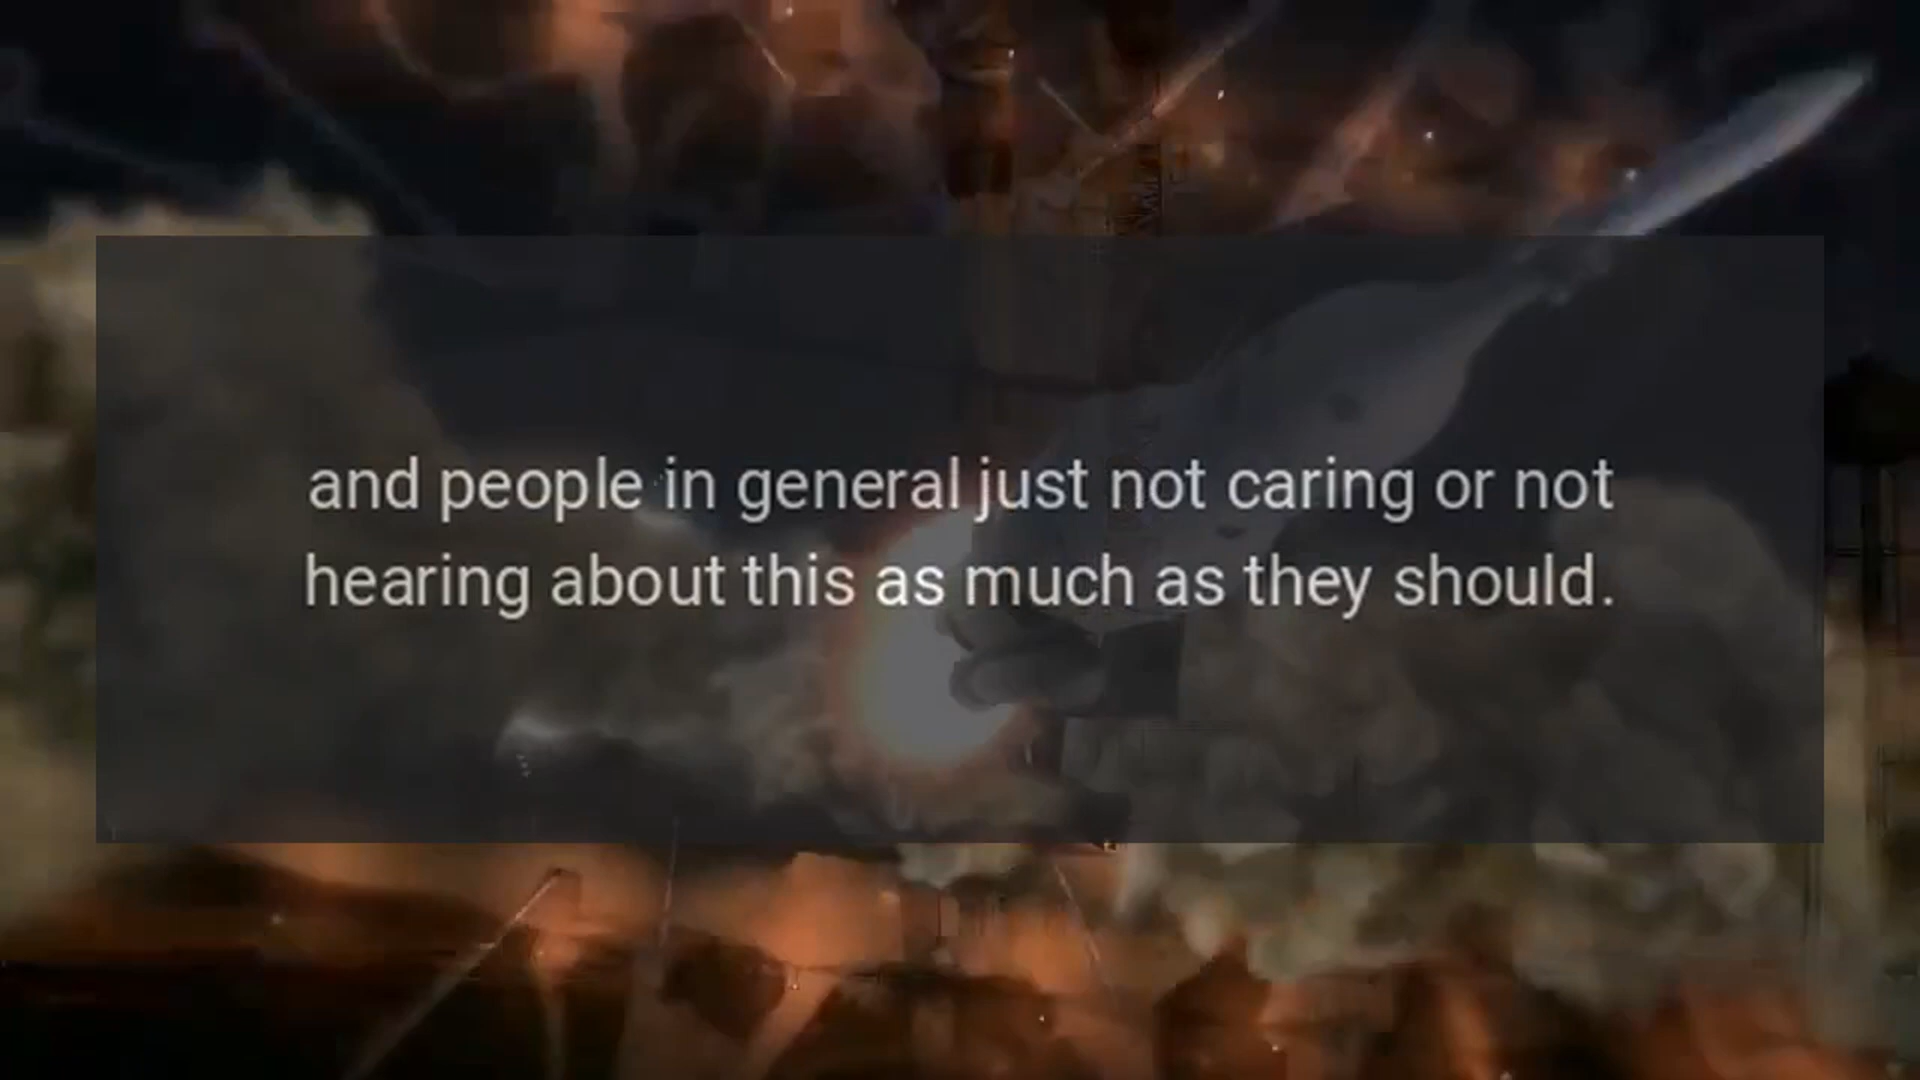 and people in general just not caring or not
hearing about this as much as they should.